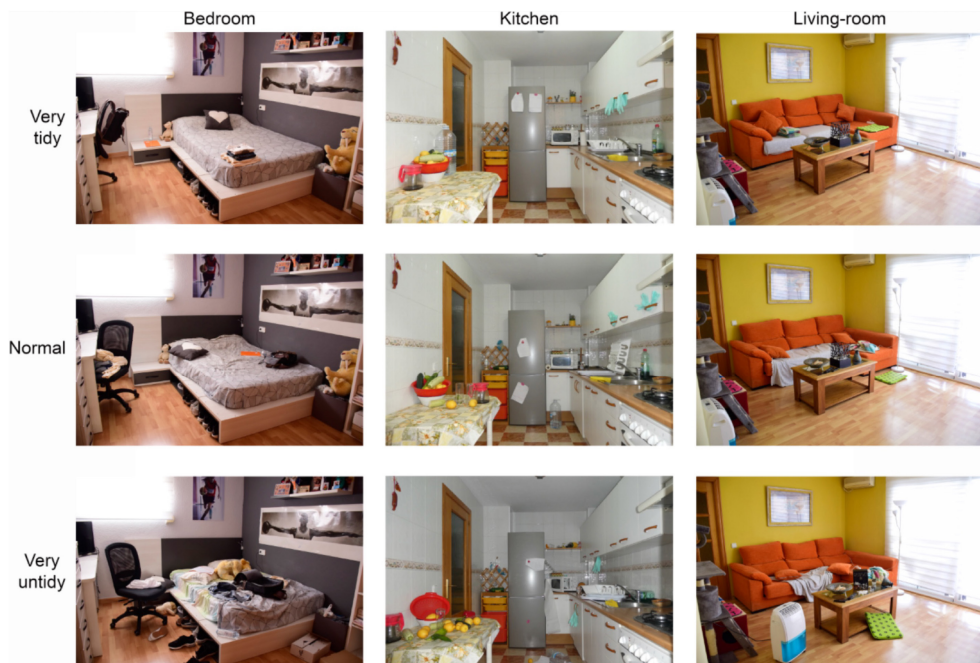 Bedroom
Kitchen
Living-room
Very
tidy
Normal
Very
untidy